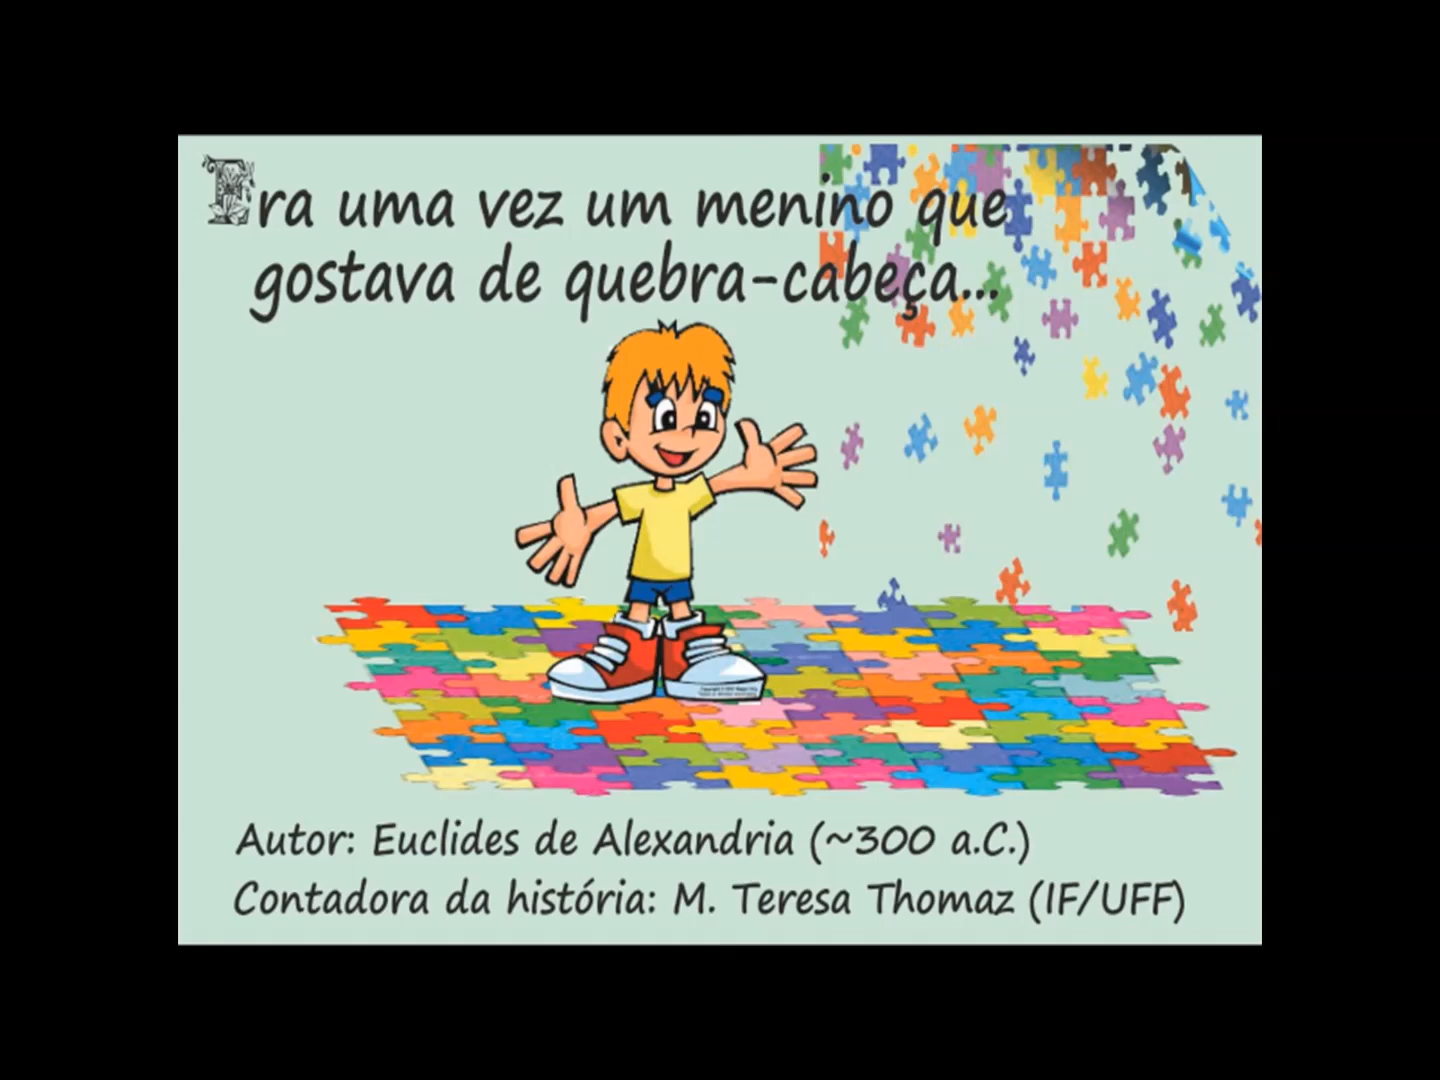 Era uma vez um menino que
gostava de quebra-cabeça...
Autor: Euclides de Alexandria (~300 a.C.)
Contadora da história: M. Teresa Thomaz (IF/UFF)